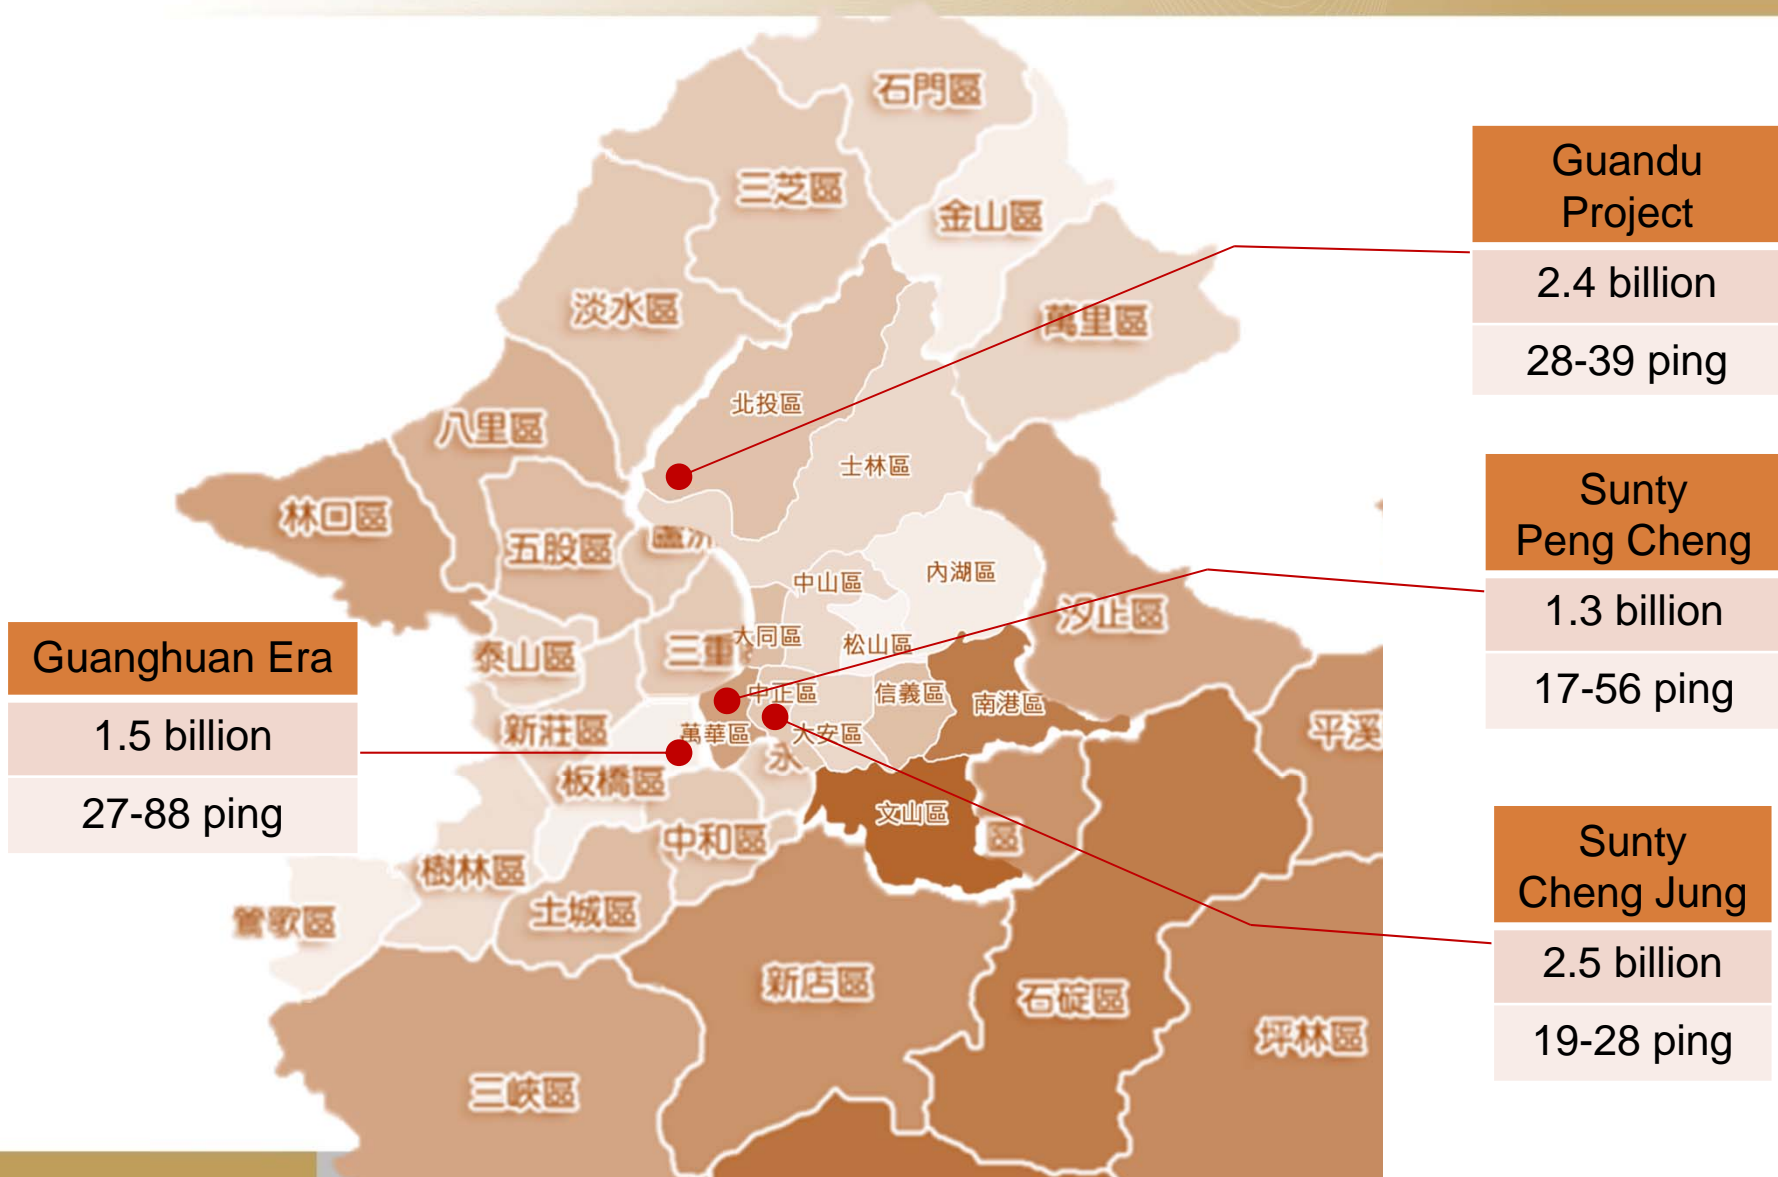 石門區
三芝區
金山區
淡水區
萬里區
北投區
八里區
士林區
林口區
五股區
中山區
內湖區
汐止區
大同區
松山區
泰山區
三重
中正區
信義區
南港區
新莊區
萬華區
大安區
平溪
永
板橋區
文山區
中和區
區
樹林區
土城區
鶯歌區
新店區
石碇區
坪林區
三峽區
Guandu
Project
2.4 billion
28-39 ping
Sunty
Peng Cheng
1.3 billion
17-56 ping
Guanghuan Era
1.5 billion
27-88 ping
Sunty
Cheng Jung
2.5 billion
19-28 ping